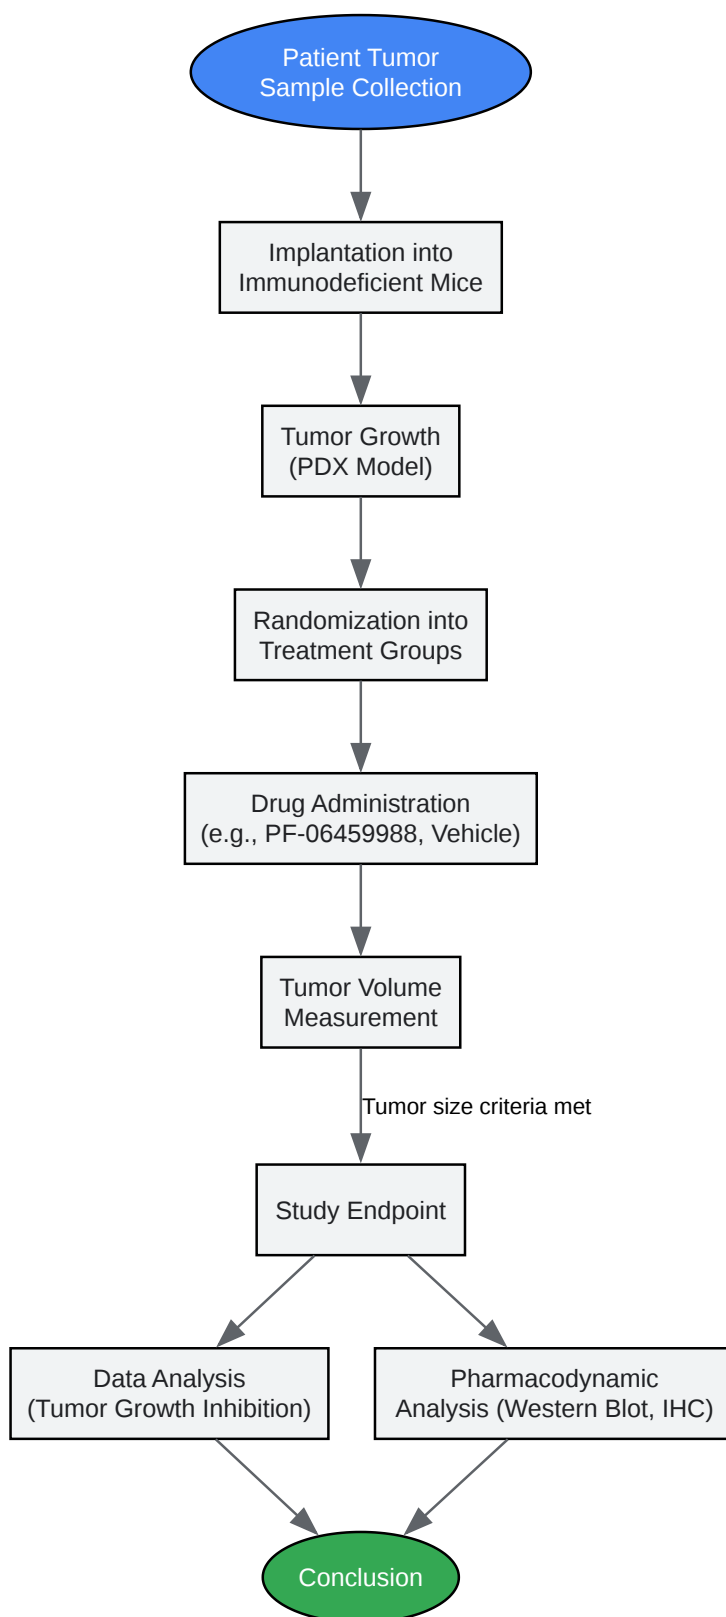 Patient Tumor
Sample Collection
Implantation into
Immunodeficient Mice
Tumor Growth
(PDX Model)
Randomization into
Treatment Groups
Drug Administration
(e.g., PF-06459988, Vehicle)
Tumor Volume
Measurement
Tumor size criteria met
Study Endpoint
Data Analysis
(Tumor Growth Inhibition)
Pharmacodynamic
Analysis (Western Blot, IHC)
Conclusion